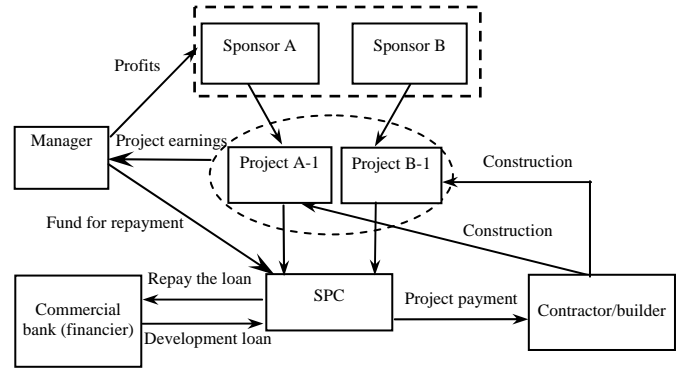 Sponsor A
Sponsor B
Profits
Manager
Project earnings
Project A-1
Project B-1
Construction
Fund for repayment
Construction
Repay the loan
SPC
Project payment
Commercial
bank (financier)
Contractor/builder
Development loan